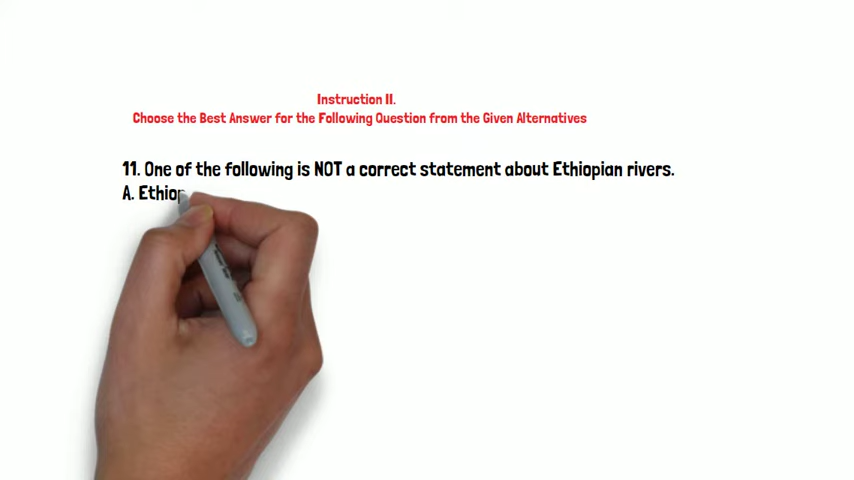 Instruction II.
Choose the Best Answer for the Following Question from the Given Alternatives
11. One of the following is NOT a correct statement about Ethiopian rivers.
A. Ethiop